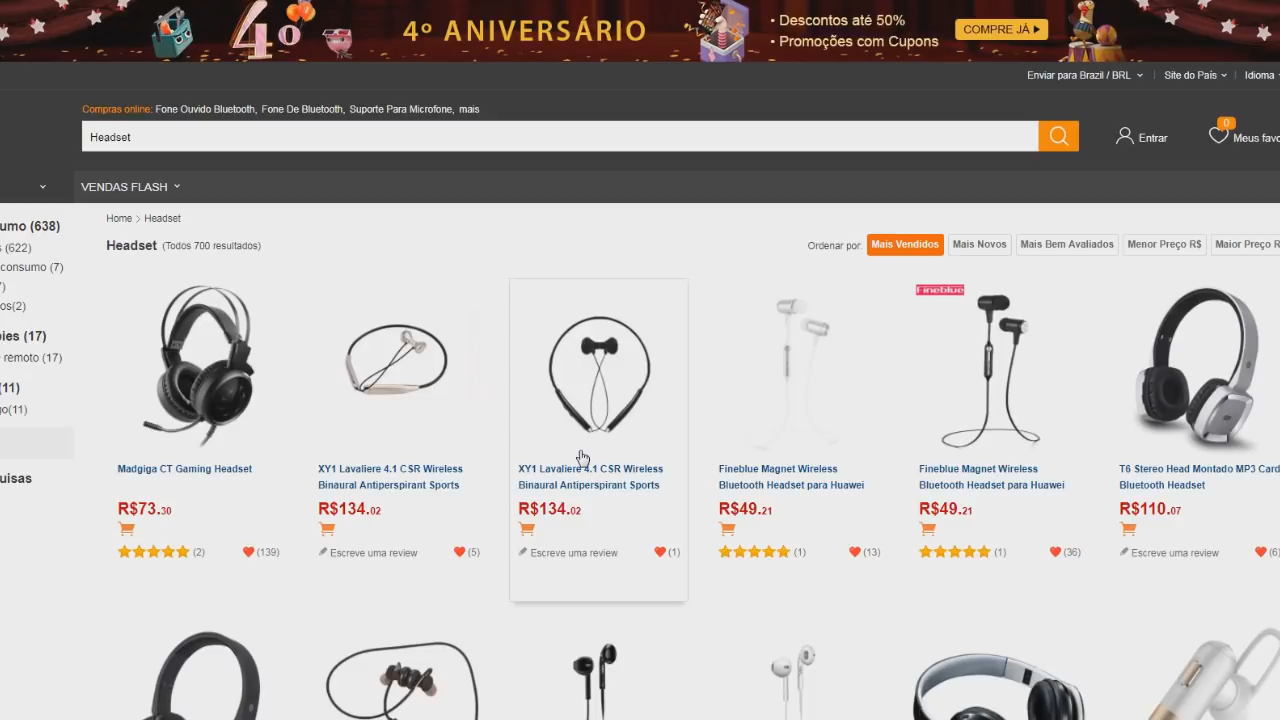 4º
4º ANIVERSÁRIO
• Descontos até 50%
• Promoções com Cupons
COMPRE JÁ
Enviar para Brazil / BRL
Site do País
Idioma
Compras online: Fone Ouvido Bluetooth, Fone De Bluetooth, Suporte Para Microfone, mais
Headset
Entrar
0
Meus favo
VENDAS FLASH
umo (638)
s (622)
consumo (7)
7)
os(2)
pies (17)
remoto (17)
(11)
go(11)
uisas
Home > Headset
Headset (Todos 700 resultados)
Ordenar por: Mais Vendidos Mais Novos Mais Bem Avaliados Menor Preço R$ Maior Preço R
Madgiga CT Gaming Headset
R$73.30
(2) (139)
XY1 Lavaliere 4.1 CSR Wireless
Binaural Antiperspirant Sports
R$134.02
Escreve uma review (5)
XY1 Lavaliere 4.1 CSR Wireless
Binaural Antiperspirant Sports
R$134.02
Escreve uma review (1)
Fineblue Magnet Wireless
Bluetooth Headset para Huawei
R$49.21
(1) (13)
Fineblue
Fineblue Magnet Wireless
Bluetooth Headset para Huawei
R$49.21
(1) (36)
T6 Stereo Head Montado MP3 Card
Bluetooth Headset
R$110.07
Escreve uma review (6)